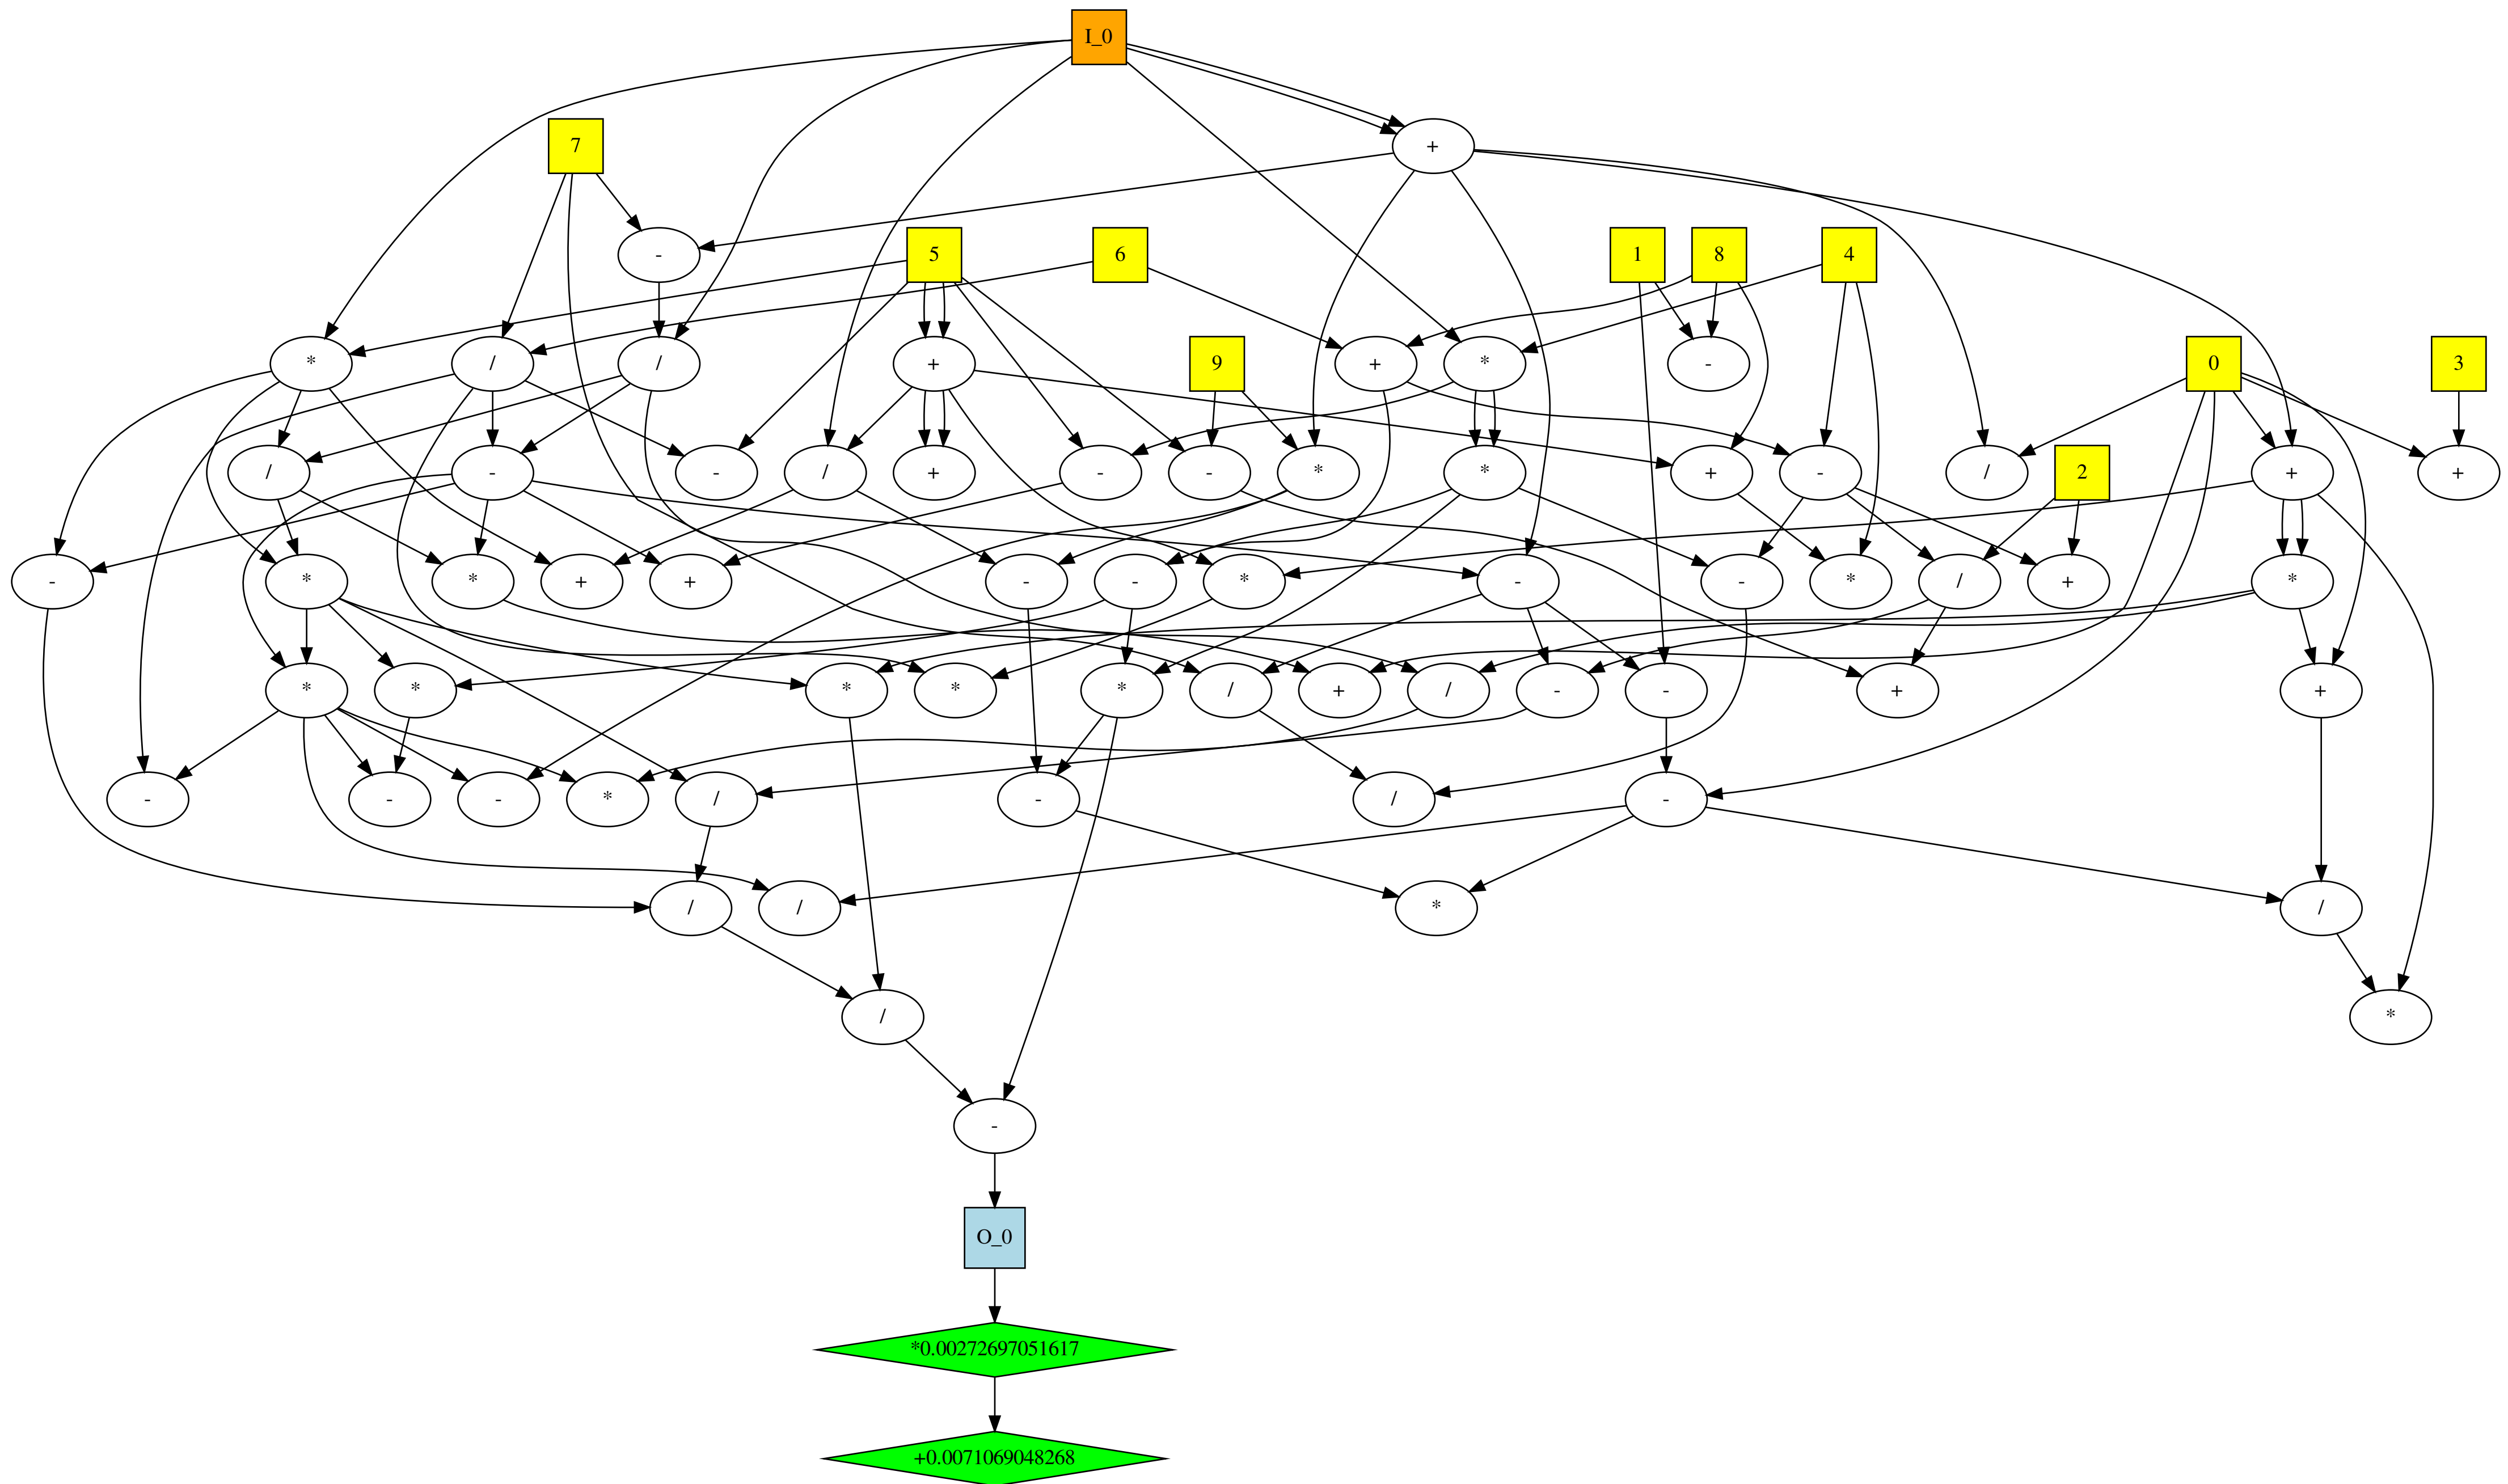 I_0
7 +
- 5 6 1 8 4
* / / + 9 + * - 0 3
/ - - / + - - * * + - / 2 + +
- * * + + - - * - - * / + *
* * * * * / + / - - + +
- - - * / - / -
/ / * /
/ *
-
O_0
*0.00272697051617
+0.0071069048268